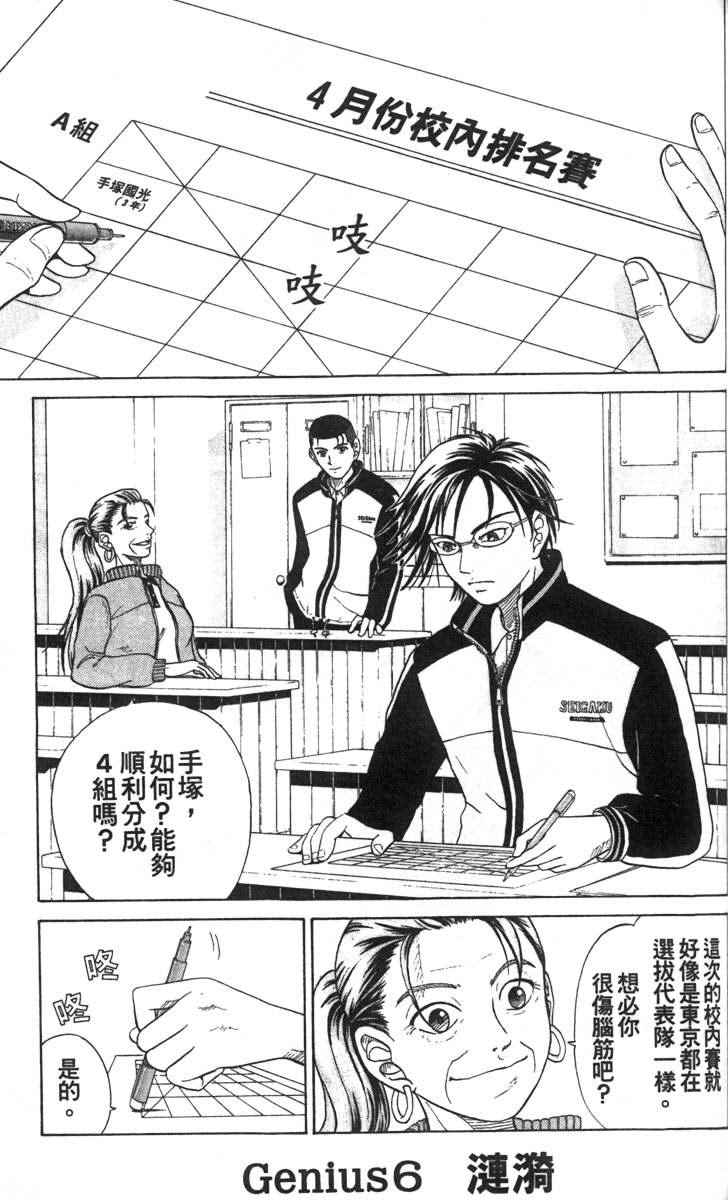 4月份校內排名賽
A組
手塚國光
(3年)
吱
吱
SEIGAKU
手塚，
如何？能夠
順利分成
4組嗎？
這次的校內賽就
好像是東京都在
選拔代表隊一樣。
想必你
很傷腦筋吧？
咚
咚
是的。
Genius6 漣漪